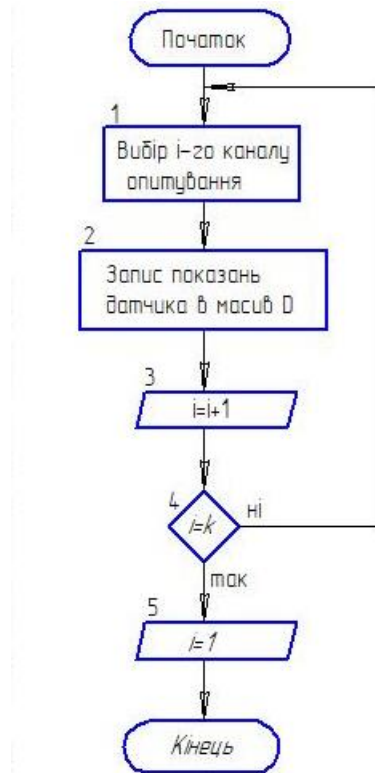 Початок
1
Вибір і-го каналу
опитування
2
Запис показань
датчика в масив D
3
i=i+1
4
i=k
ні
так
5
i=1
Кінець